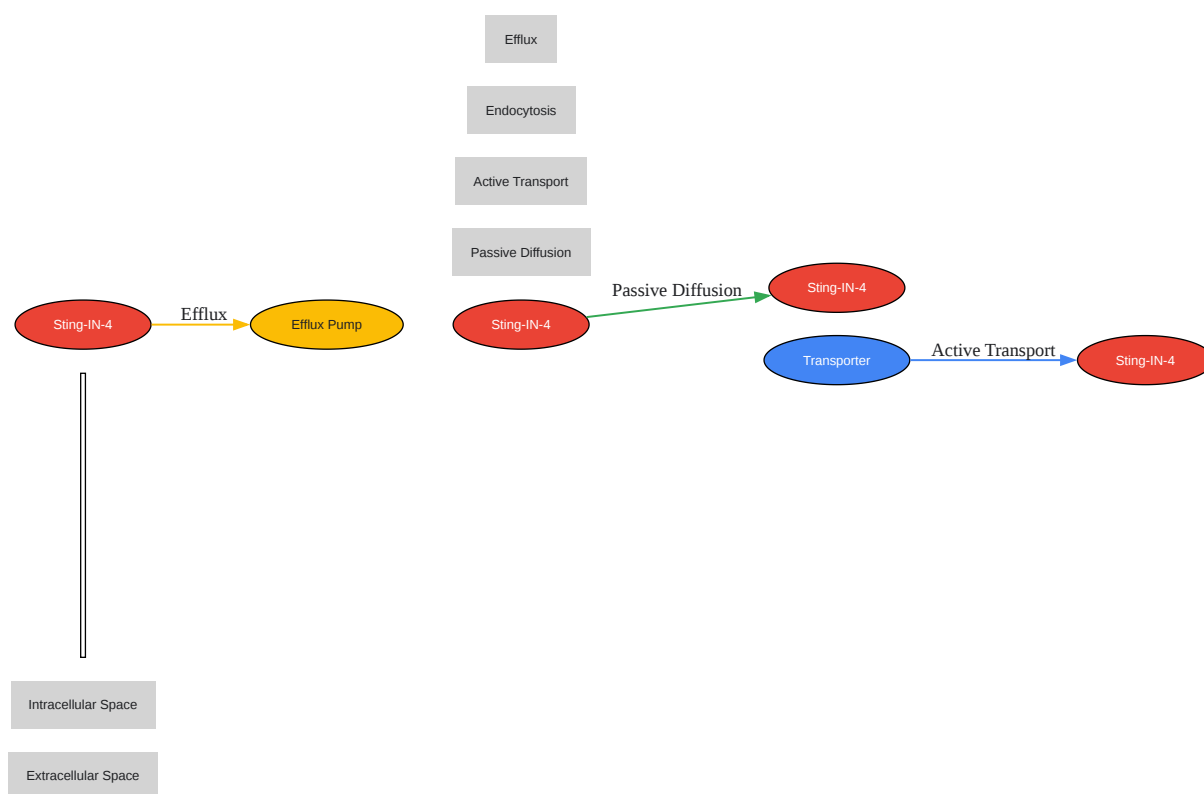 Efflux
Endocytosis
Active Transport
Passive Diffusion
Sting-IN-4
Efflux
Efflux Pump
Sting-IN-4
Passive Diffusion
Sting-IN-4
Transporter
Active Transport
Sting-IN-4
Intracellular Space
Extracellular Space